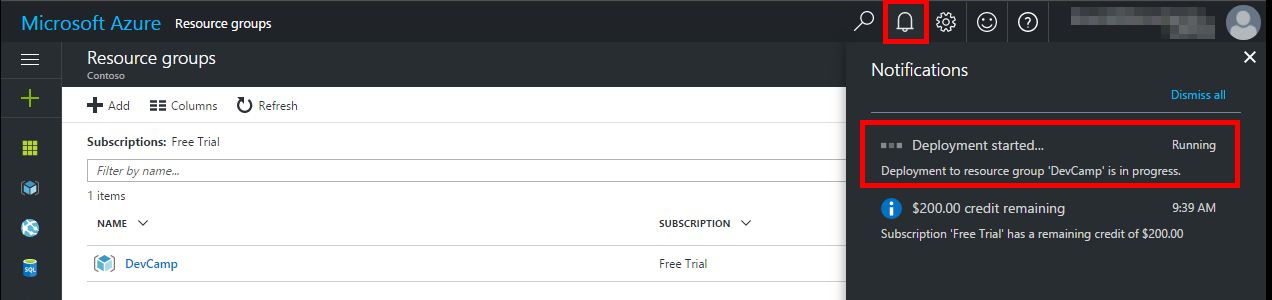 Microsoft Azure Resource groups
Resource groups
Contoso
Add Columns Refresh
Subscriptions: Free Trial
Filter by name...
1 items
NAME SUBSCRIPTION
DevCamp Free Trial
SQL
Notifications
Dismiss all
Deployment started... Running
Deployment to resource group 'DevCamp' is in progress.
$200.00 credit remaining 9:39 AM
Subscription 'Free Trial' has a remaining credit of $200.00